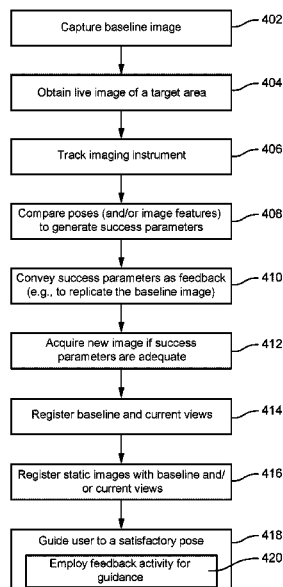 Capture baseline image
402
Obtain live image of a target area
404
Track imaging instrument
406
Compare poses (and/or image features)
to generate success parameters
408
Convey success parameters as feedback
(e.g., to replicate the baseline image)
410
Acquire new image if success
parameters are adequate
412
Register baseline and current views
414
Register static images with baseline and/
or current views
416
Guide user to a satisfactory pose
418
Employ feedback activity for
guidance
420